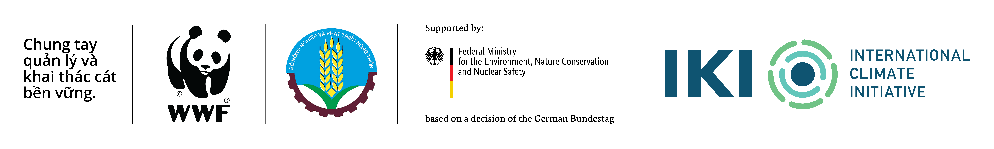 Chung tay
quản lý và
khai thác cát
bền vững.
WWF
®
Supported by:
Federal Ministry
for the Environment, Nature Conservation
and Nuclear Safety
based on a decision of the German Bundestag
IKI
INTERNATIONAL
CLIMATE
INITIATIVE